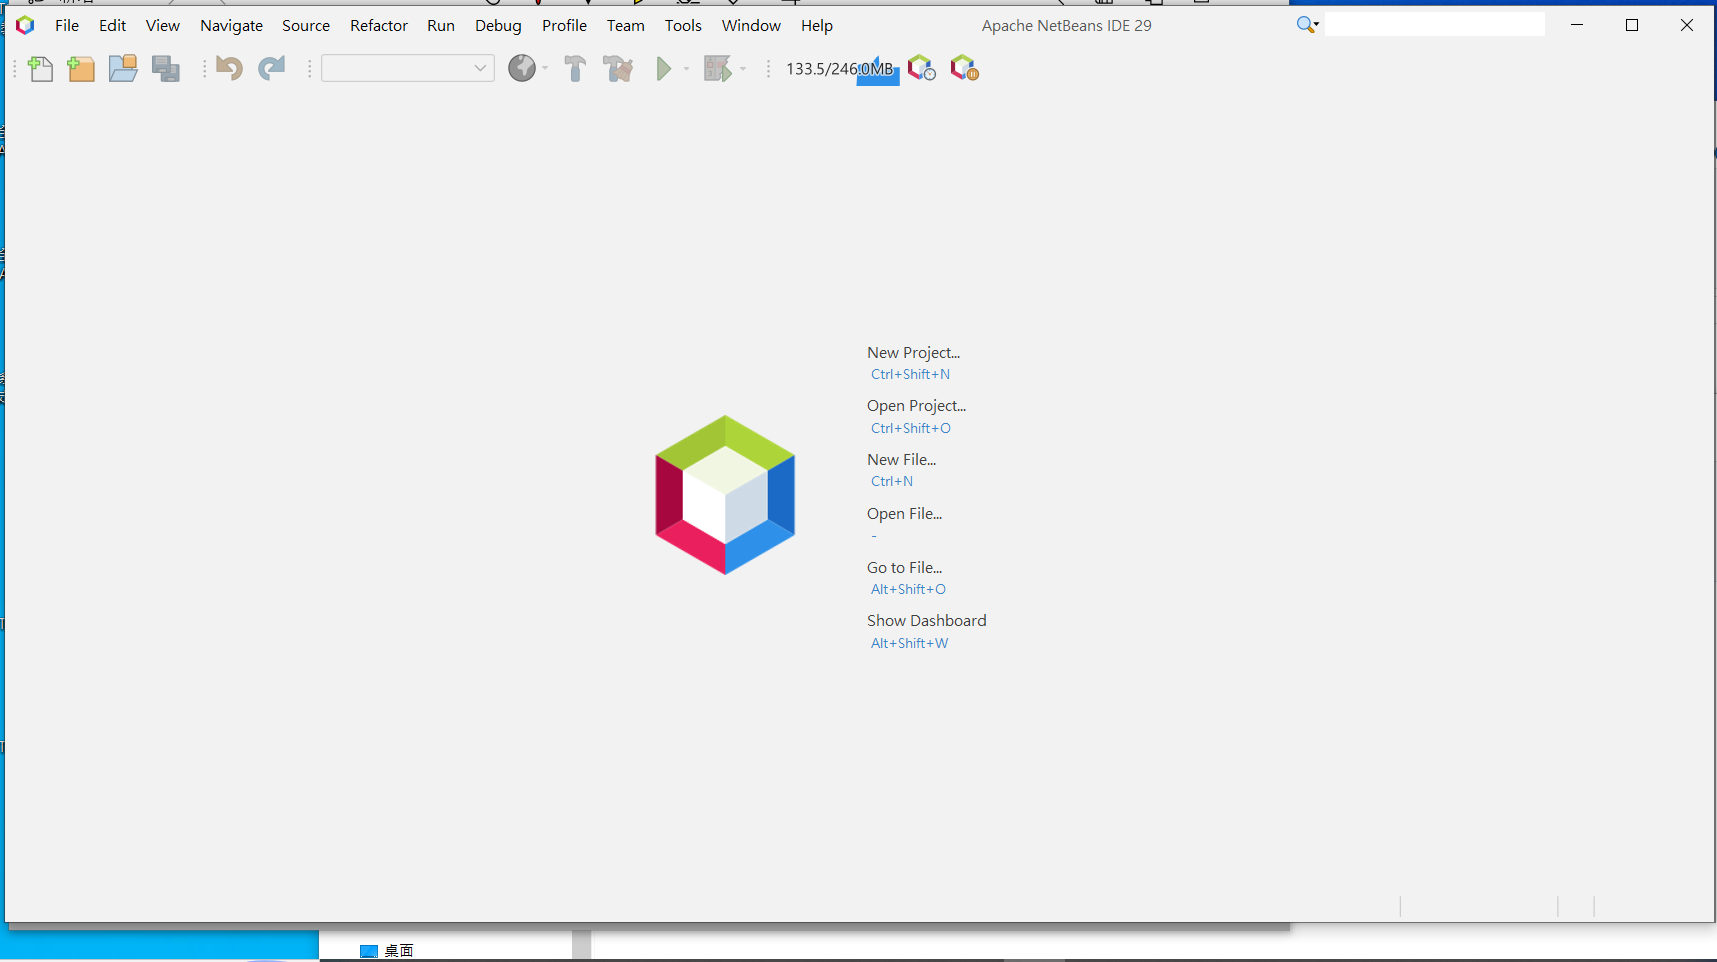 File Edit View Navigate Source Refactor Run Debug Profile Team Tools Window Help Apache NetBeans IDE 29
133.5/246.0MB
New Project...
Ctrl+Shift+N
Open Project...
Ctrl+Shift+O
New File...
Ctrl+N
Open File...
-
Go to File...
Alt+Shift+O
Show Dashboard
Alt+Shift+W
桌面